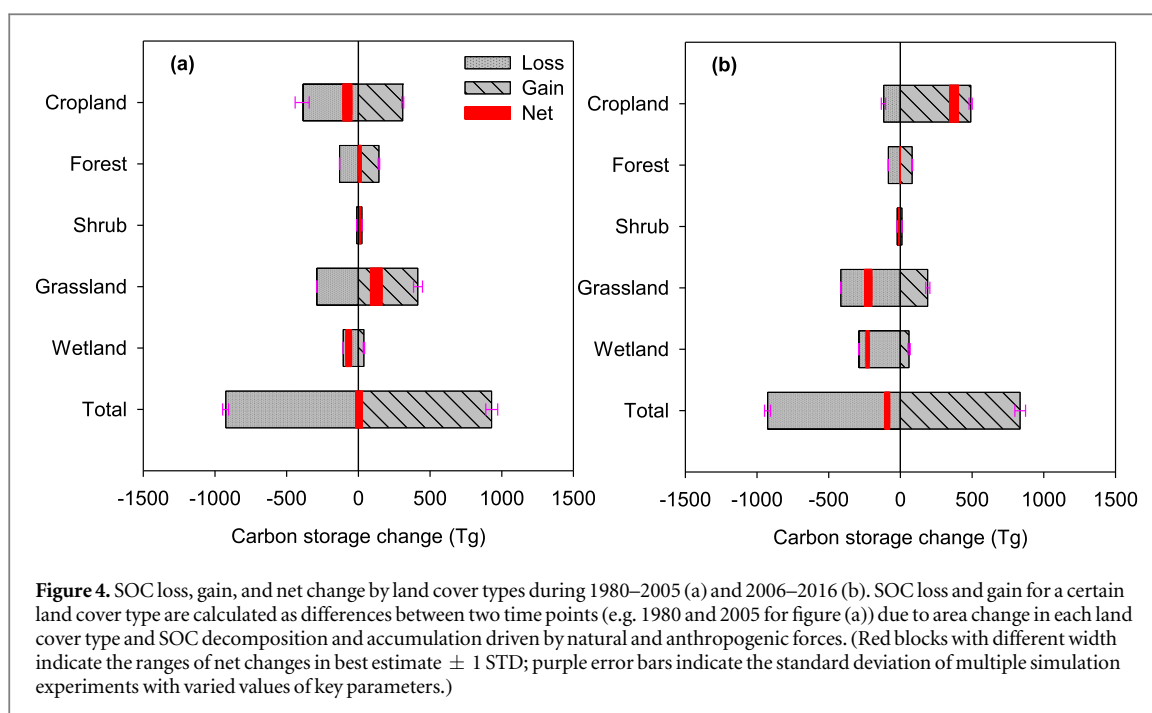 (a)
Loss
Gain
Net
Cropland
Forest
Shrub
Grassland
Wetland
Total
-1500 -1000 -500 0 500 1000 1500
Carbon storage change (Tg)
(b)
Cropland
Forest
Shrub
Grassland
Wetland
Total
-1500 -1000 -500 0 500 1000 1500
Carbon storage change (Tg)
Figure 4. SOC loss, gain, and net change by land cover types during 1980–2005 (a) and 2006–2016 (b). SOC loss and gain for a certain
land cover type are calculated as differences between two time points (e.g. 1980 and 2005 for figure (a)) due to area change in each land
cover type and SOC decomposition and accumulation driven by natural and anthropogenic forces. (Red blocks with different width
indicate the ranges of net changes in best estimate ± 1 STD; purple error bars indicate the standard deviation of multiple simulation
experiments with varied values of key parameters.)